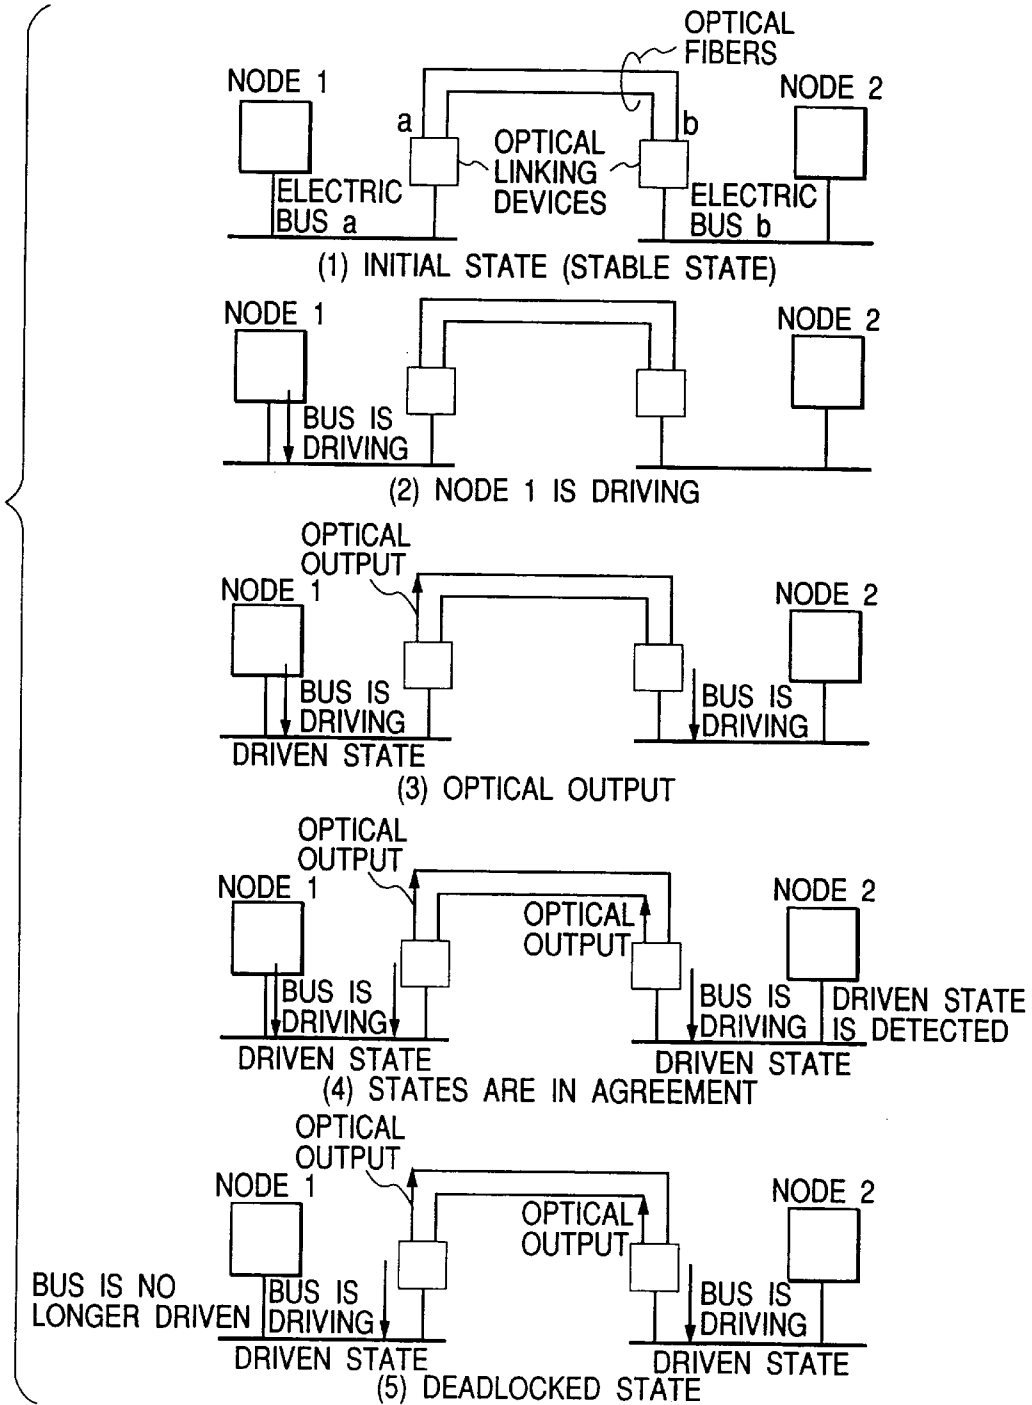 OPTICAL
FIBERS
NODE 1
NODE 2
a
b
OPTICAL
LINKING
DEVICES
ELECTRIC
BUS a
ELECTRIC
BUS b
(1) INITIAL STATE (STABLE STATE)
NODE 1
NODE 2
BUS IS
DRIVING
(2) NODE 1 IS DRIVING
OPTICAL
OUTPUT
NODE 1
NODE 2
BUS IS
DRIVING
BUS IS
DRIVING
DRIVEN STATE
(3) OPTICAL OUTPUT
OPTICAL
OUTPUT
NODE 1
NODE 2
OPTICAL
OUTPUT
BUS IS
DRIVING
BUS IS
DRIVING
DRIVEN STATE
IS DETECTED
DRIVEN STATE
DRIVEN STATE
(4) STATES ARE IN AGREEMENT
OPTICAL
OUTPUT
NODE 1
NODE 2
OPTICAL
OUTPUT
BUS IS NO
LONGER DRIVEN
BUS IS
DRIVING
BUS IS
DRIVING
DRIVEN STATE
DRIVEN STATE
(5) DEADLOCKED STATE